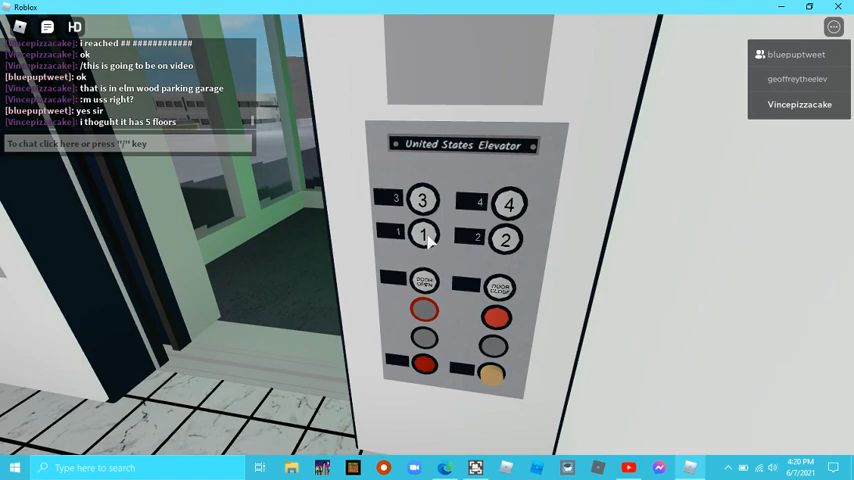 Roblox
HD
[Vincepizzacake]: i reached ## ############
[Vincepizzacake]: ok
[Vincepizzacake]: /this is going to be on video
[bluepuptweet]: ok
[bluepuptweet]: that is in elm wood parking garage
[Vincepizzacake]: :m uss right?
[bluepuptweet]: yes sir
[Vincepizzacake]: i thoguht it has 5 floors
To chat click here or press "/" key
bluepuptweet
geoffreytheelev
Vincepizzacake
United States Elevator
3 3 4 4
1 1 2 2
DOOR OPEN DOOR CLOSE
Type here to search
4:20 PM
6/7/2021